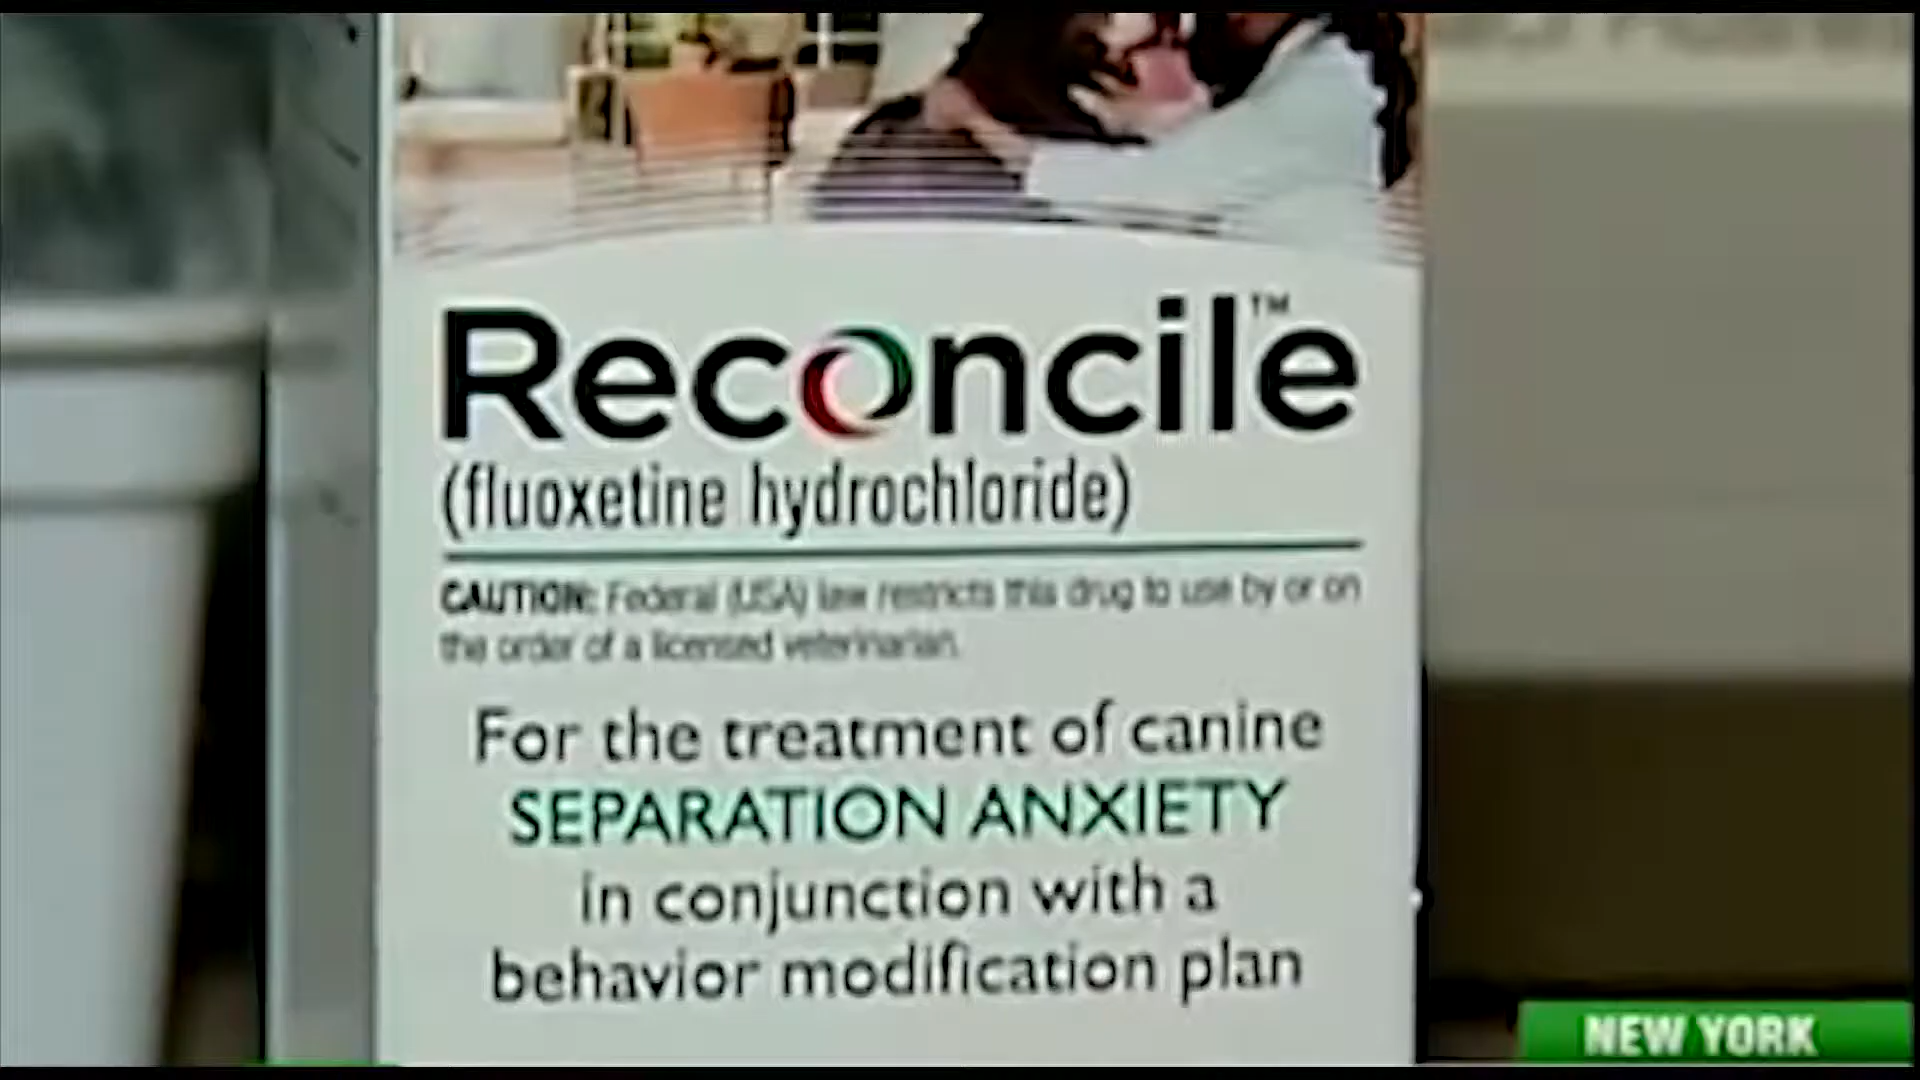 Reconcile™
(fluoxetine hydrochloride)
CAUTION: Federal (USA) law restricts this drug to use by or on
the order of a licensed veterinarian.
For the treatment of canine
SEPARATION ANXIETY
in conjunction with a
behavior modification plan
NEW YORK